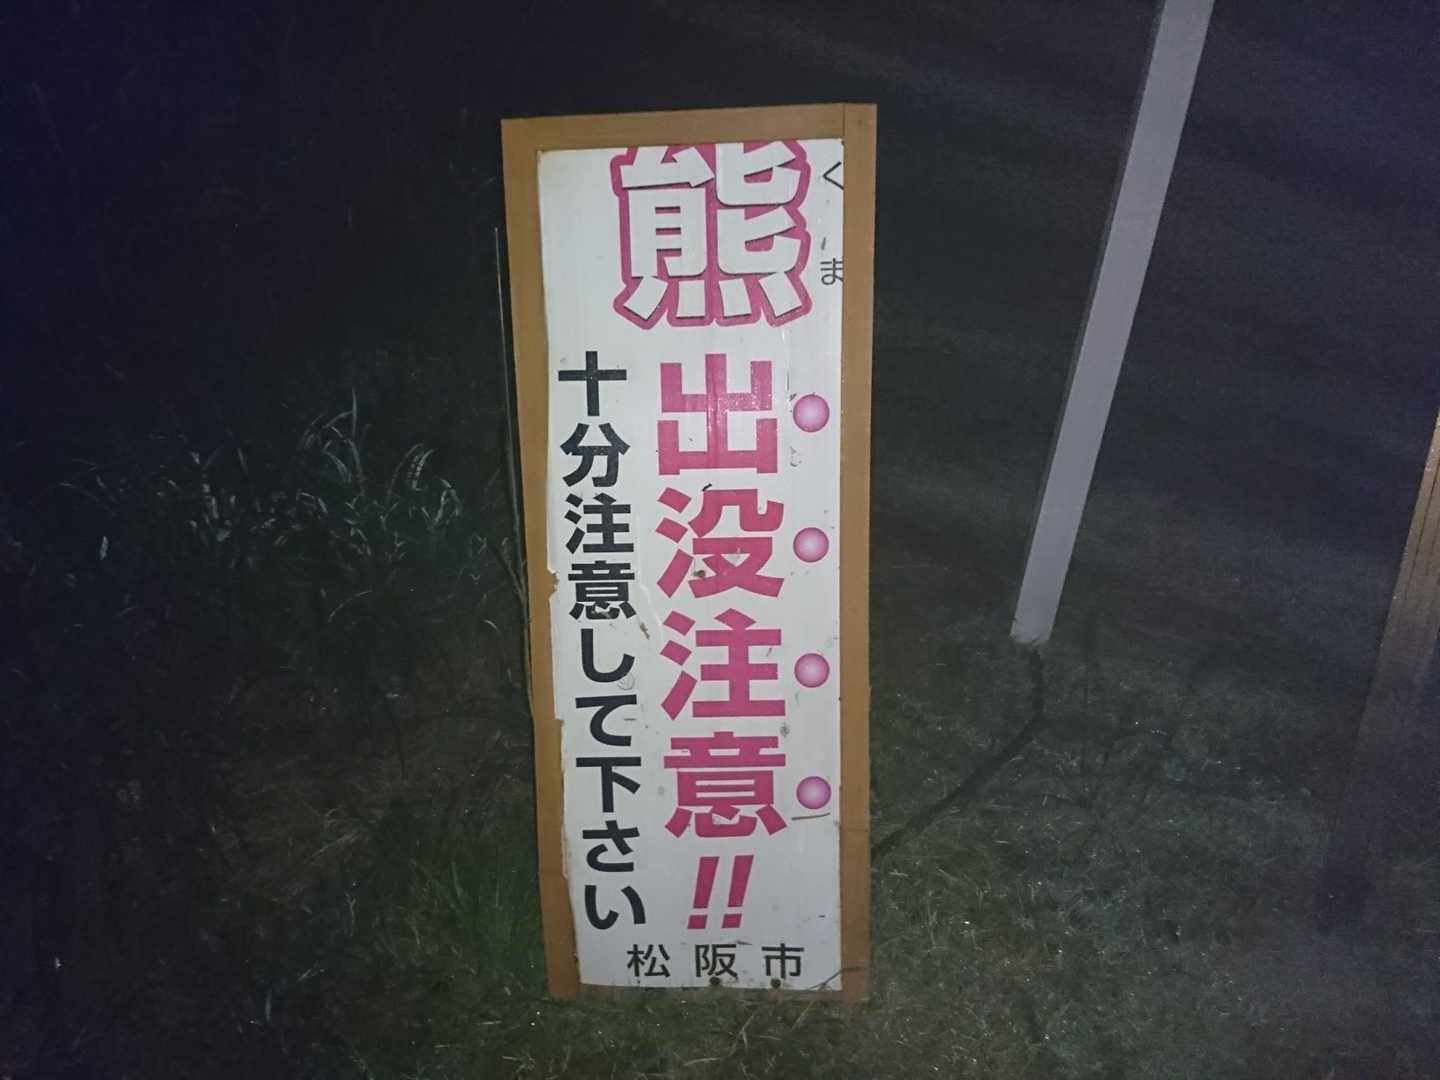 くま
熊出没注意!!
十分注意して下さい
松阪市